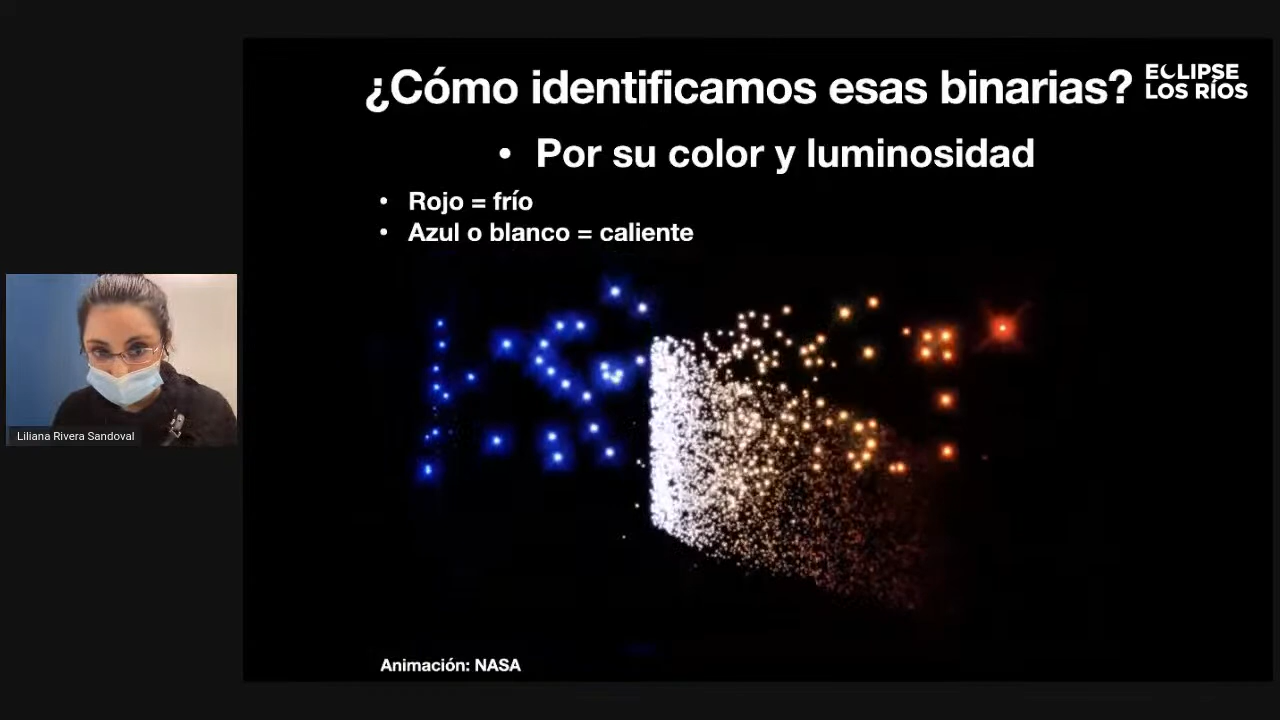 ¿Cómo identificamos esas binarias?
ECLIPSE
LOS RÍOS
• Por su color y luminosidad
• Rojo = frío
• Azul o blanco = caliente
Liliana Rivera Sandoval
Animación: NASA